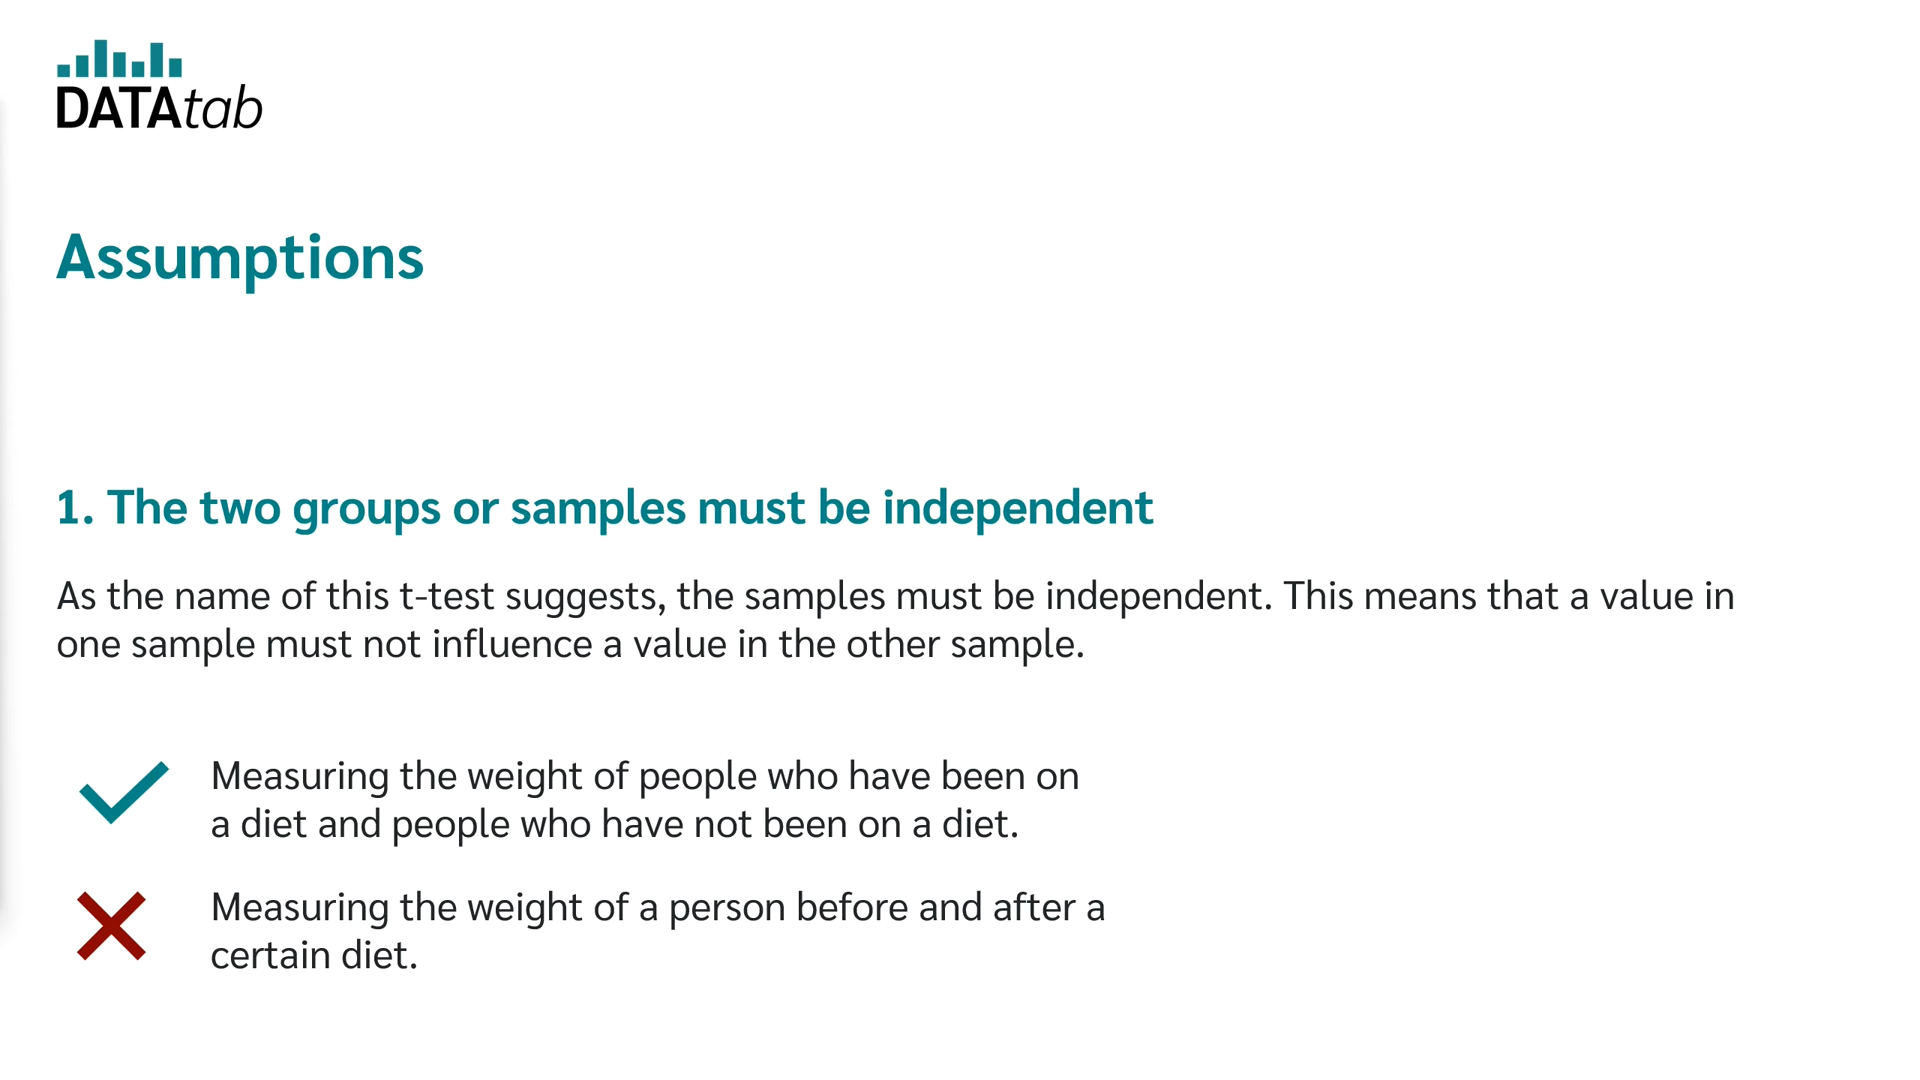 DATAtab
Assumptions
1. The two groups or samples must be independent
As the name of this t-test suggests, the samples must be independent. This means that a value in
one sample must not influence a value in the other sample.
Measuring the weight of people who have been on
a diet and people who have not been on a diet.
Measuring the weight of a person before and after a
certain diet.